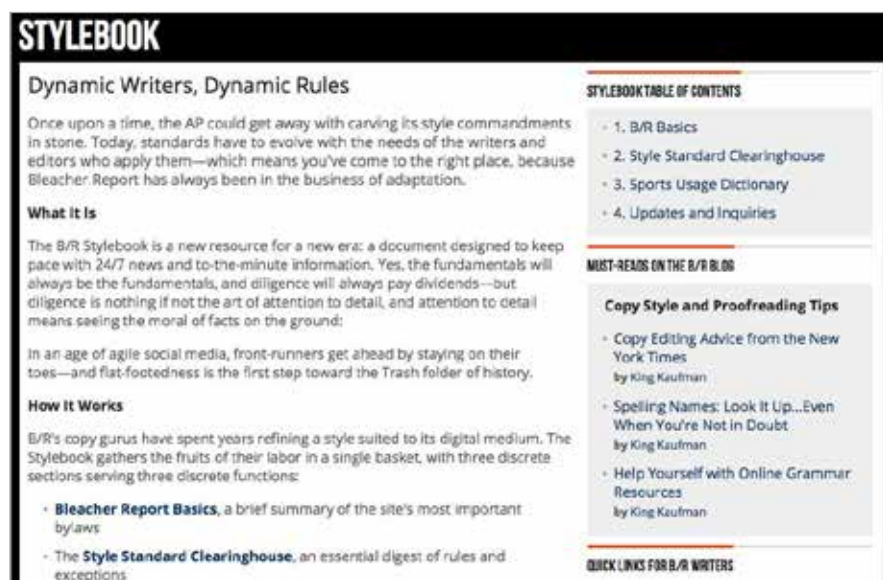 STYLEBOOK
Dynamic Writers, Dynamic Rules
Once upon a time, the AP could get away with carving its style commandments
in stone. Today, standards have to evolve with the needs of the writers and
editors who apply them—which means you've come to the right place, because
Bleacher Report has always been in the business of adaptation.
What It Is
The B/R Stylebook is a new resource for a new era: a document designed to keep
pace with 24/7 news and to-the-minute information. Yes, the fundamentals will
always be the fundamentals, and diligence will always pay dividends—but
diligence is nothing if not the art of attention to detail, and attention to detail
means seeing the moral of facts on the ground:
In an age of agile social media, front-runners get ahead by staying on their
toes—and flat-footedness is the first step toward the Trash folder of history.
How It Works
B/R's copy gurus have spent years refining a style suited to its digital medium. The
Stylebook gathers the fruits of their labor in a single basket, with three discrete
sections serving three discrete functions:
• Bleacher Report Basics, a brief summary of the site's most important
bylaws
• The Style Standard Clearinghouse, an essential digest of rules and
exceptions
STYLEBOOK TABLE OF CONTENTS
• 1. B/R Basics
• 2. Style Standard Clearinghouse
• 3. Sports Usage Dictionary
• 4. Updates and Inquiries
MUST-READS ON THE B/R BLOG
Copy Style and Proofreading Tips
• Copy Editing Advice from the New
York Times
by King Kaufman
• Spelling Names: Look It Up...Even
When You're Not in Doubt
by King Kaufman
• Help Yourself with Online Grammar
Resources
by King Kaufman
QUICK LINKS FOR B/R WRITERS